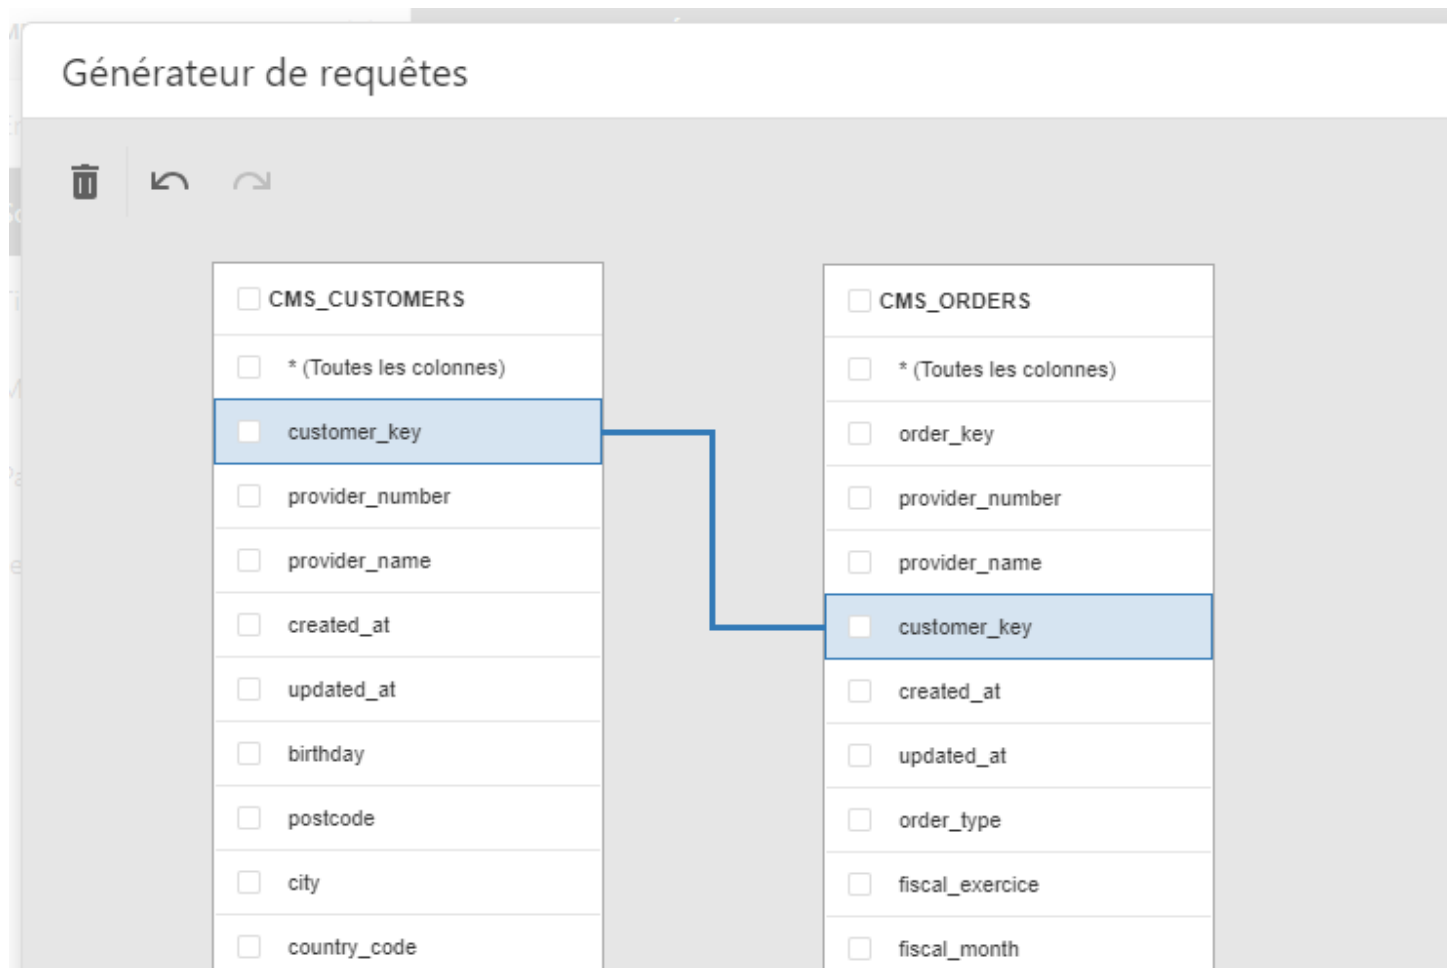 Générateur de requêtes
CMS_CUSTOMERS
* (Toutes les colonnes)
customer_key
provider_number
provider_name
created_at
updated_at
birthday
postcode
city
country_code
CMS_ORDERS
* (Toutes les colonnes)
order_key
provider_number
provider_name
customer_key
created_at
updated_at
order_type
fiscal_exercice
fiscal_month